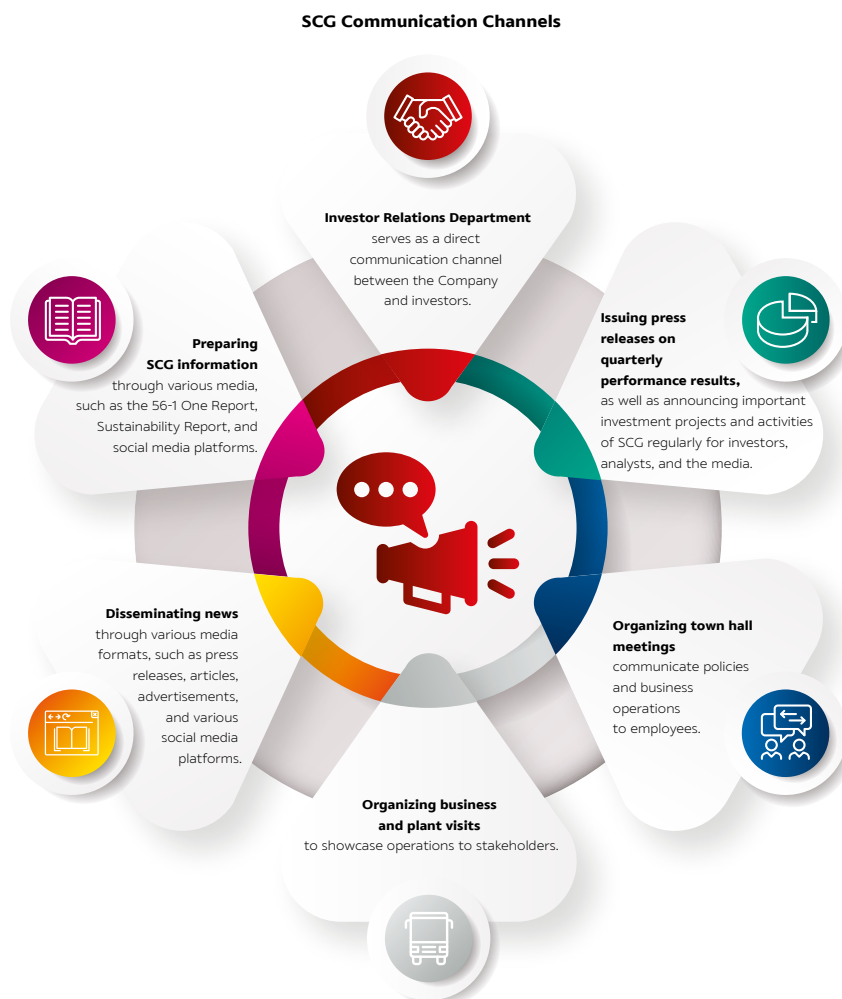 SCG Communication Channels
Investor Relations Department
serves as a direct
communication channel
between the Company
and investors.
Issuing press
releases on
quarterly
performance results,
as well as announcing important
investment projects and activities
of SCG regularly for investors,
analysts, and the media.
Organizing town hall
meetings
communicate policies
and business
operations
to employees.
Organizing business
and plant visits
to showcase operations to stakeholders.
Disseminating news
through various media
formats, such as press
releases, articles,
advertisements,
and various
social media
platforms.
Preparing
SCG information
through various media,
such as the 56-1 One Report,
Sustainability Report, and
social media platforms.